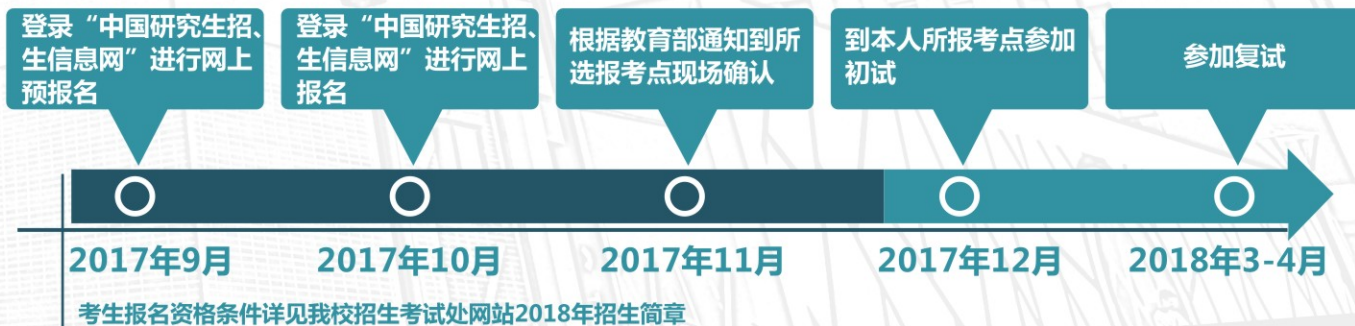 登录“中国研究生招、
生信息网”进行网上
预报名
登录“中国研究生招、
生信息网”进行网上
报名
根据教育部通知到所
选报考点现场确认
到本人所报考点参加
初试
参加复试
2017年9月
2017年10月
2017年11月
2017年12月
2018年3-4月
考生报名资格条件详见我校招生考试处网站2018年招生简章